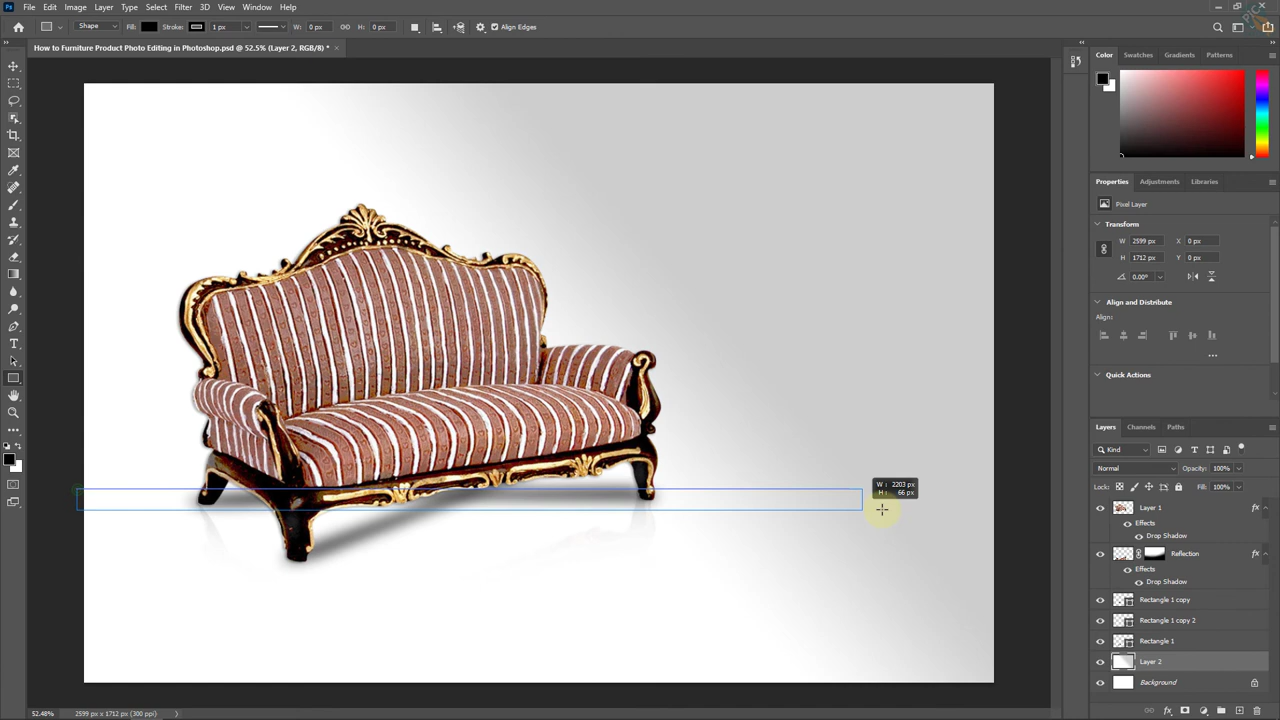 Ps File Edit Image Layer Type Select Filter 3D View Window Help
Shape Fill: Stroke: 1 px W: 0 px H: 0 px Align Edges
How to Furniture Product Photo Editing in Photoshop.psd @ 52.5% (Layer 2, RGB/8) * ×
Color Swatches Gradients Patterns
Properties Adjustments Libraries
Pixel Layer
Transform
W 2599 px X 0 px
H 1712 px Y 0 px
0.00°
Align and Distribute
Align:
Quick Actions
Layers Channels Paths
Kind
Normal Opacity: 100%
Lock: Fill: 100%
W: 2203 px
H: 66 px
Layer 1 fx
Effects
Drop Shadow
Reflection fx
Effects
Drop Shadow
Rectangle 1 copy
Rectangle 1 copy 2
Rectangle 1
Layer 2
Background
52.48% 2599 px x 1712 px (300 ppi)